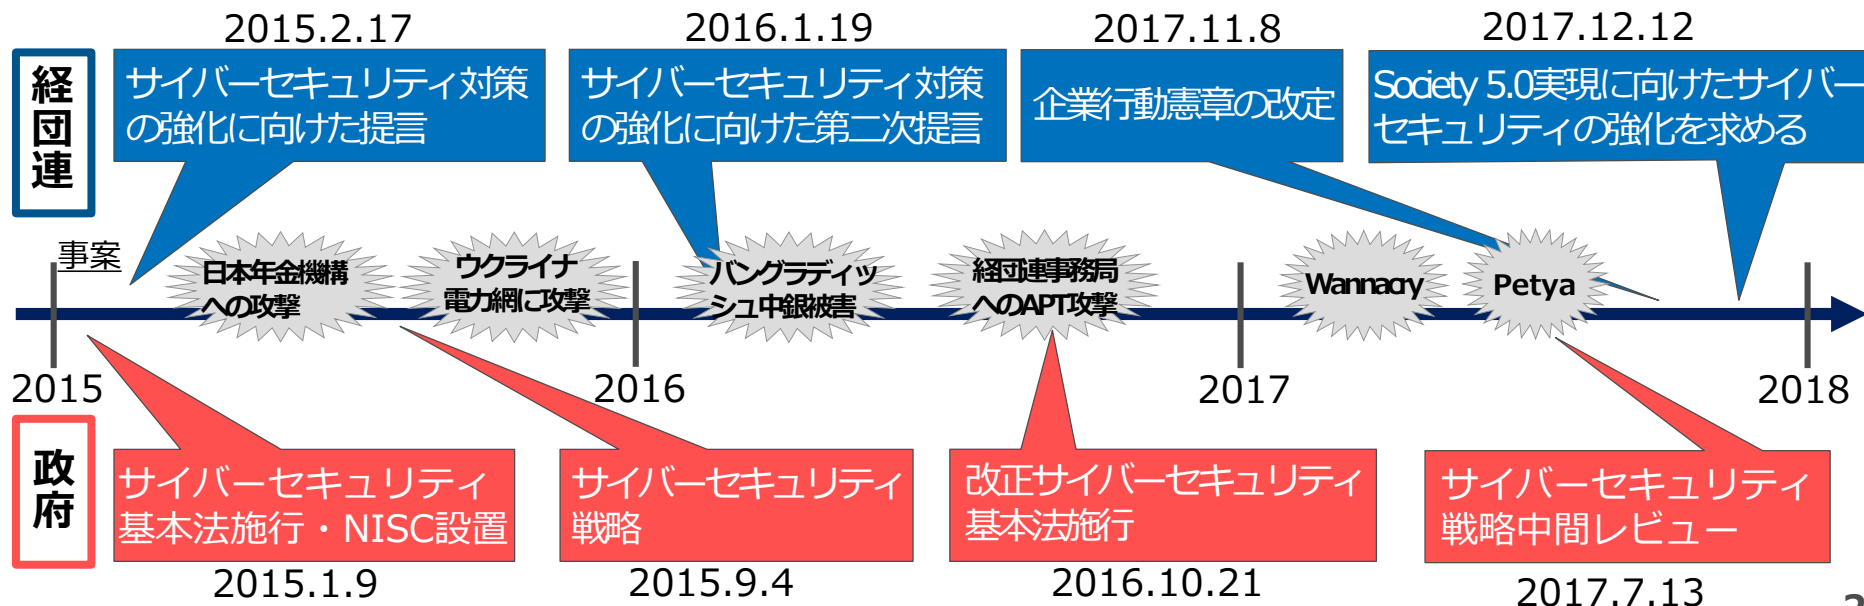 2015.2.17
2016.1.19
2017.11.8
2017.12.12
経団連
サイバーセキュリティ対策
の強化に向けた提言
サイバーセキュリティ対策
の強化に向けた第二次提言
企業行動憲章の改定
Society 5.0実現に向けたサイバー
セキュリティの強化を求める
事案
日本年金機構
への攻撃
ウクライナ
電力網に攻撃
バングラディッ
シュ中銀被害
経団連事務局
へのAPT攻撃
Wannacry
Petya
2015
2016
2017
2018
政府
サイバーセキュリティ
基本法施行・NISC設置
サイバーセキュリティ
戦略
改正サイバーセキュリティ
基本法施行
サイバーセキュリティ
戦略中間レビュー
2015.1.9
2015.9.4
2016.10.21
2017.7.13